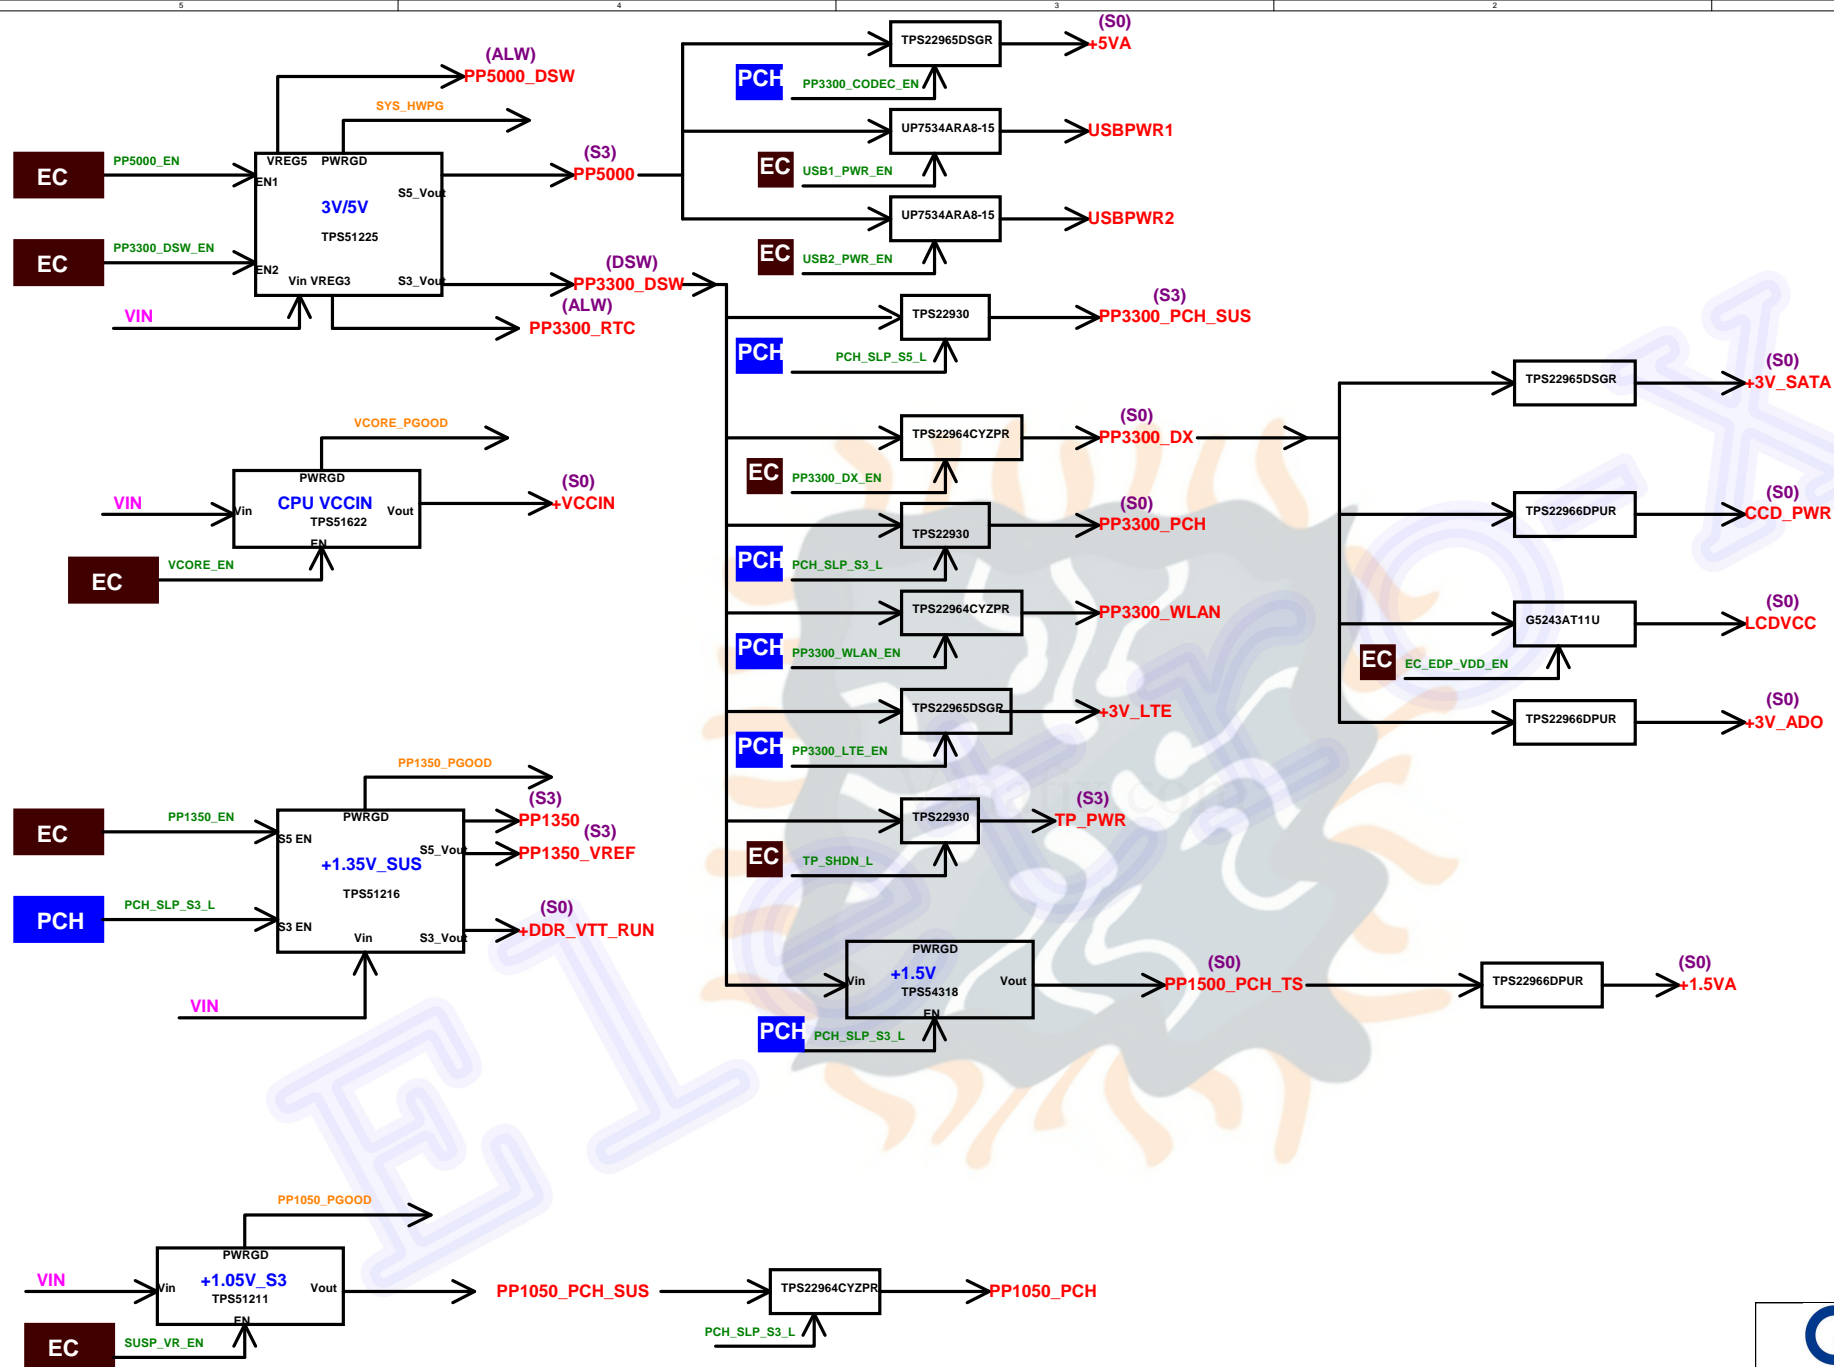 5 4 3 2
(ALW)
PP5000_DSW
SYS_HWPG
EC
PP5000_EN
VREG5 PWRGD
EN1
S5_Vout
3V/5V
TPS51225
EC
PP3300_DSW_EN
EN2
Vin VREG3
S3_Vout
VIN
(S3)
PP5000
(DSW)
PP3300_DSW
(ALW)
PP3300_RTC
TPS22965DSGR
(S0)
+5VA
PCH
PP3300_CODEC_EN
UP7534ARA8-15
USBPWR1
EC
USB1_PWR_EN
UP7534ARA8-15
USBPWR2
EC
USB2_PWR_EN
TPS22930
(S3)
PP3300_PCH_SUS
PCH
PCH_SLP_S5_L
TPS22964CYZPR
(S0)
PP3300_DX
EC
PP3300_DX_EN
TPS22930
(S0)
PP3300_PCH
PCH
PCH_SLP_S3_L
TPS22964CYZPR
PP3300_WLAN
PCH
PP3300_WLAN_EN
TPS22965DSGR
+3V_LTE
PCH
PP3300_LTE_EN
TPS22930
(S3)
TP_PWR
EC
TP_SHDN_L
PWRGD
+1.5V
Vin
Vout
TPS54318
EN
PCH
PCH_SLP_S3_L
(S0)
PP1500_PCH_TS
TPS22966DPUR
(S0)
+1.5VA
TPS22965DSGR
(S0)
+3V_SATA
TPS22966DPUR
(S0)
CCD_PWR
G5243AT11U
(S0)
LCDVCC
EC
EC_EDP_VDD_EN
TPS22966DPUR
(S0)
+3V_ADO
VCORE_PGOOD
PWRGD
VIN
Vin
CPU VCCIN
Vout
TPS51622
EN
(S0)
+VCCIN
EC
VCORE_EN
PP1350_PGOOD
EC
PP1350_EN
PWRGD
S5 EN
S5_Vout
+1.35V_SUS
TPS51216
PCH
PCH_SLP_S3_L
S3 EN
Vin
S3_Vout
VIN
(S3)
PP1350
(S3)
PP1350_VREF
(S0)
+DDR_VTT_RUN
PP1050_PGOOD
PWRGD
VIN
Vin
+1.05V_S3
Vout
TPS51211
EN
EC
SUSP_VR_EN
PP1050_PCH_SUS
TPS22964CYZPR
PP1050_PCH
PCH_SLP_S3_L